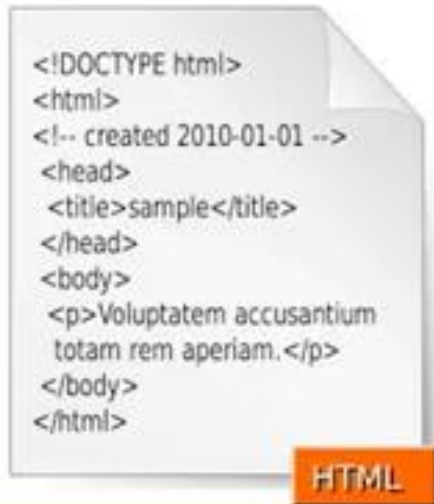 <!DOCTYPE html>
<html>
<!-- created 2010-01-01 -->
<head>
<title>sample</title>
</head>
<body>
<p>Voluptatem accusantium
totam rem aperiam.</p>
</body>
</html>
HTML